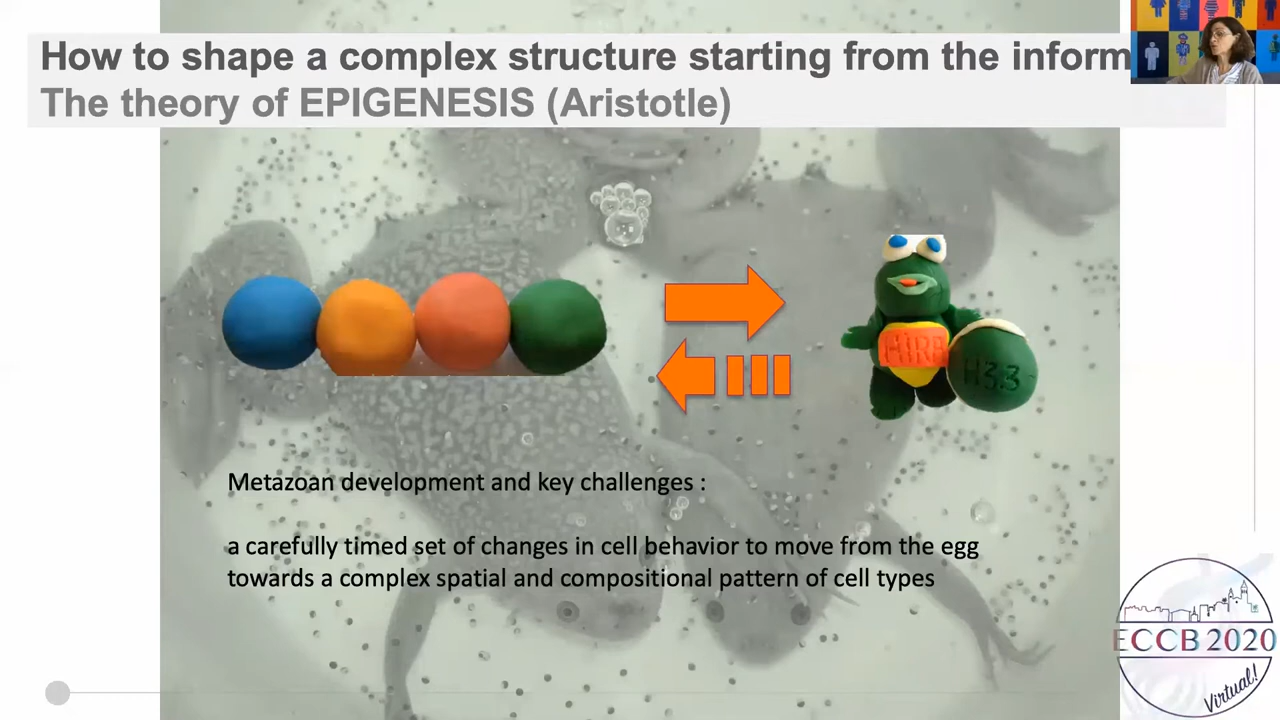 How to shape a complex structure starting from the inform
The theory of EPIGENESIS (Aristotle)
HIRA
H3.3
Metazoan development and key challenges :
a carefully timed set of changes in cell behavior to move from the egg
towards a complex spatial and compositional pattern of cell types
ECCB 2020
Virtual!